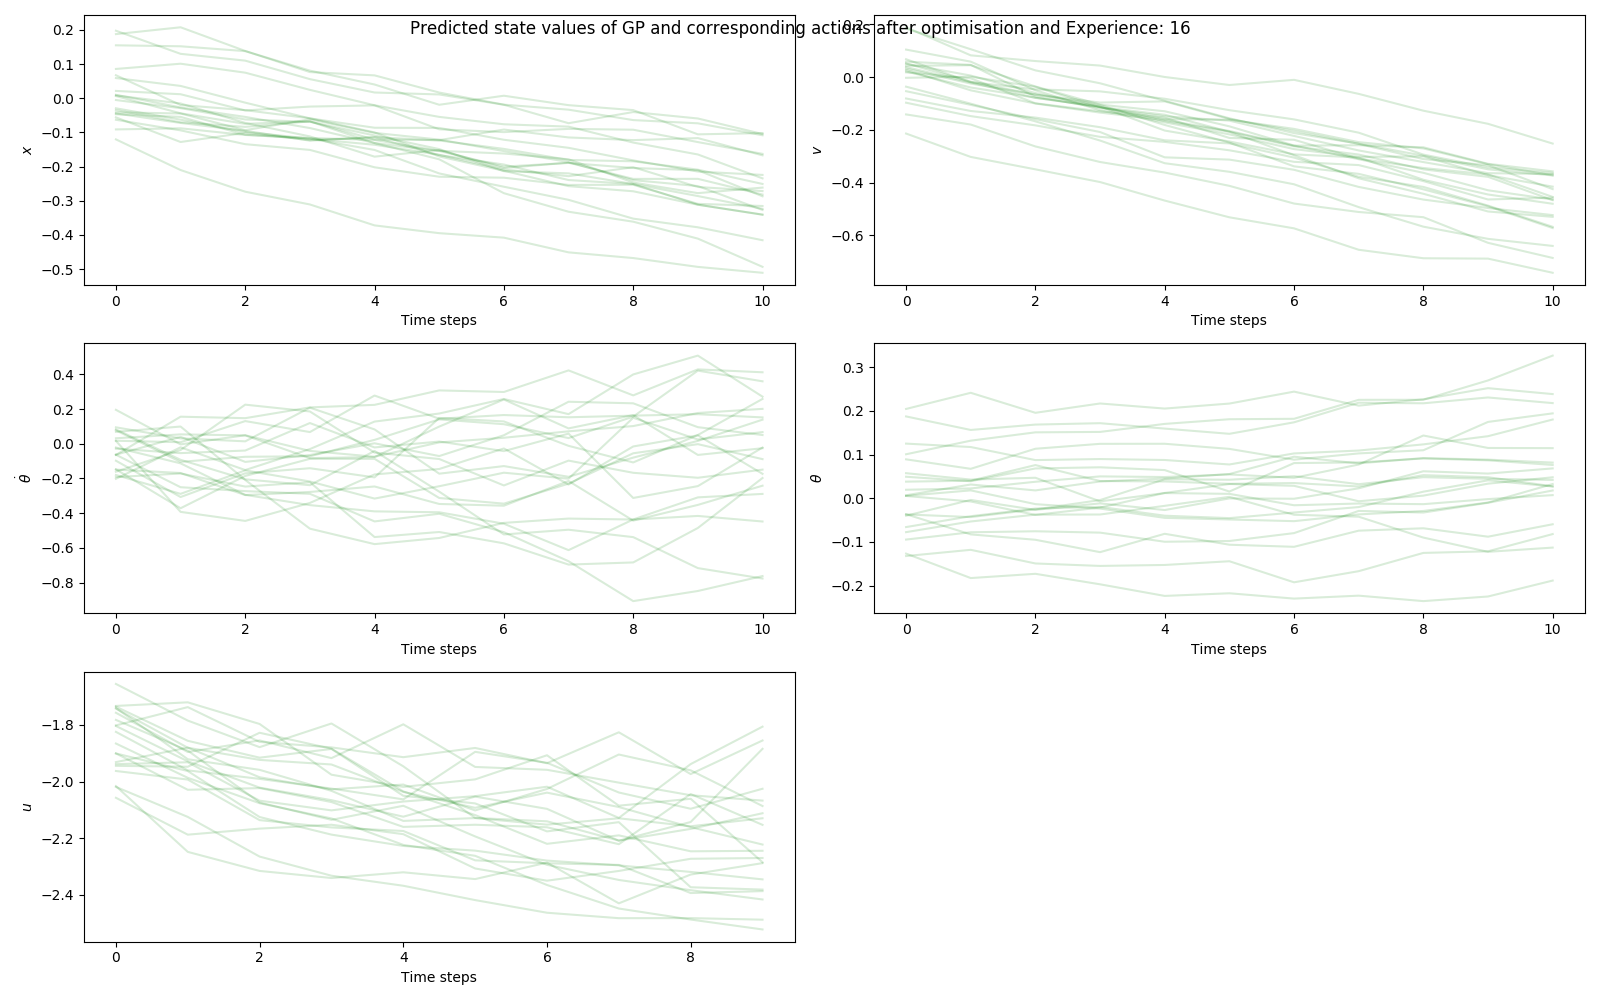 Predicted state values of GP and corresponding actions after optimisation and Experience: 16
0.2
0.1
0.0
−0.1
−0.2
−0.3
−0.4
−0.5
x
0 2 4 6 8 10
Time steps
0.2
0.0
−0.2
−0.4
−0.6
v
0 2 4 6 8 10
Time steps
0.4
0.2
0.0
−0.2
−0.4
−0.6
−0.8
θ̇
0 2 4 6 8 10
Time steps
0.3
0.2
0.1
0.0
−0.1
−0.2
θ
0 2 4 6 8 10
Time steps
−1.8
−2.0
−2.2
−2.4
u
0 2 4 6 8
Time steps